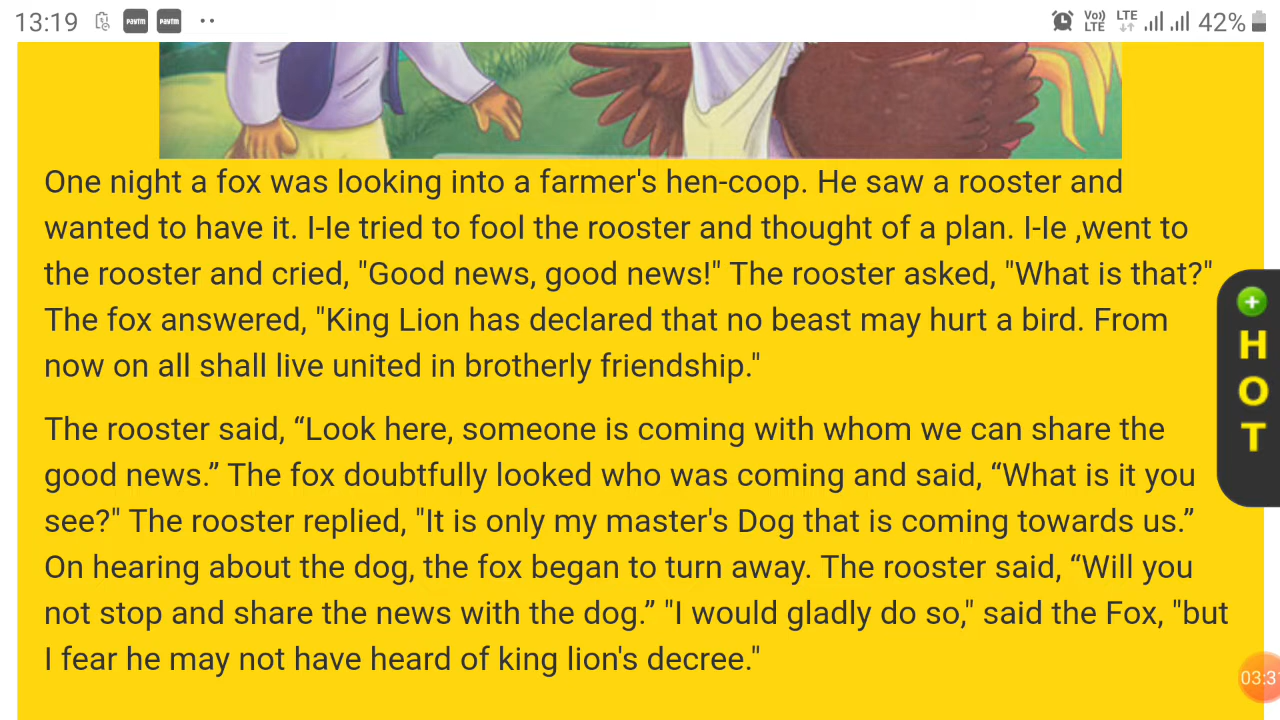 13:19 paytm paytm Vo) LTE LTE 42%
One night a fox was looking into a farmer's hen-coop. He saw a rooster and
wanted to have it. I-Ie tried to fool the rooster and thought of a plan. I-Ie ,went to
the rooster and cried, "Good news, good news!" The rooster asked, "What is that?"
The fox answered, "King Lion has declared that no beast may hurt a bird. From
now on all shall live united in brotherly friendship."
The rooster said, “Look here, someone is coming with whom we can share the
good news.” The fox doubtfully looked who was coming and said, “What is it you
see?" The rooster replied, "It is only my master's Dog that is coming towards us.”
On hearing about the dog, the fox began to turn away. The rooster said, “Will you
not stop and share the news with the dog.” "I would gladly do so," said the Fox, "but
I fear he may not have heard of king lion's decree."
HOT